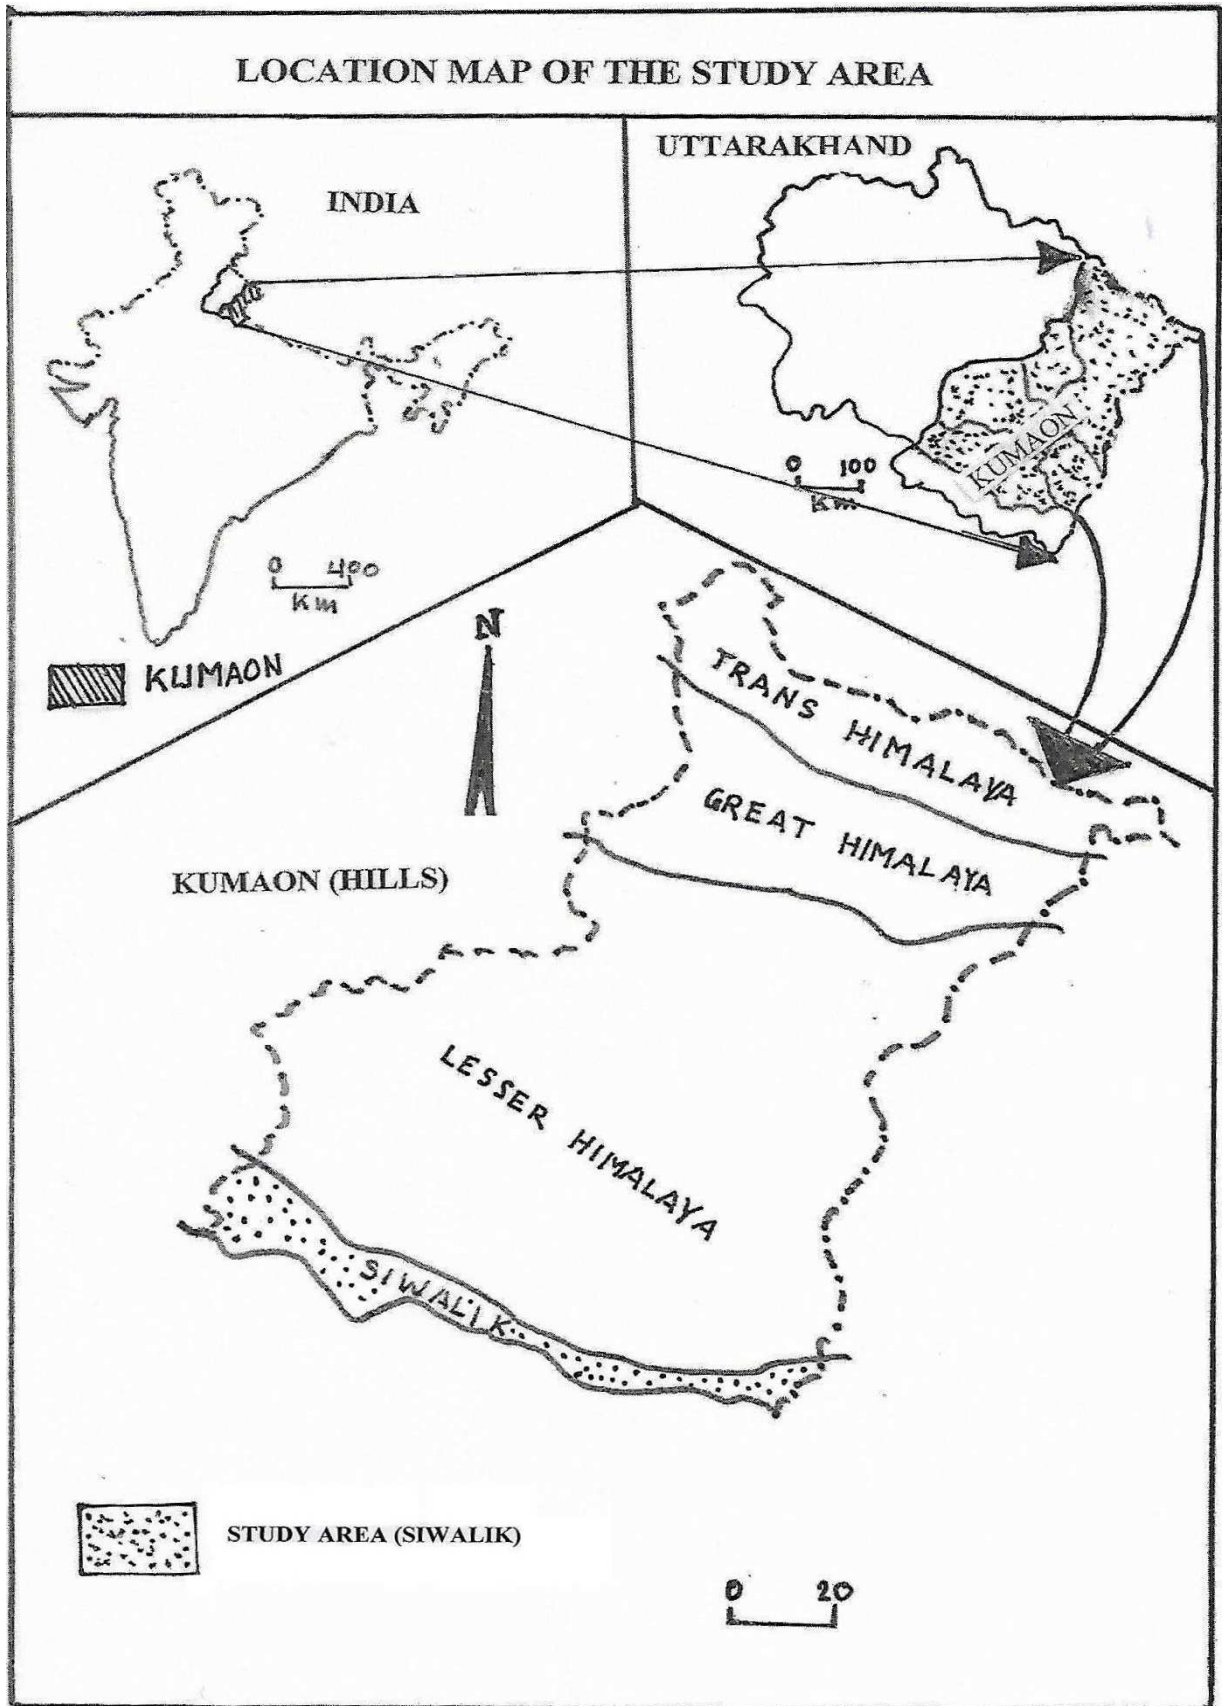 LOCATION MAP OF THE STUDY AREA
INDIA
0 400
Km
KUMAON
UTTARAKHAND
KUMAON
0 100
Km
N
KUMAON (HILLS)
TRANS HIMALAYA
GREAT HIMALAYA
LESSER HIMALAYA
SIWALIK
STUDY AREA (SIWALIK)
0 20